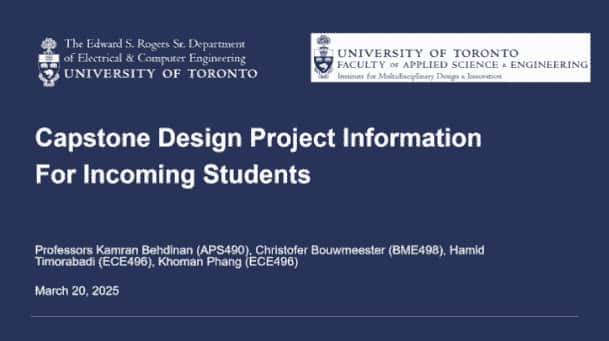 The Edward S. Rogers Sr. Department
of Electrical & Computer Engineering
UNIVERSITY OF TORONTO
UNIVERSITY OF TORONTO
FACULTY OF APPLIED SCIENCE & ENGINEERING
Institute for Multidisciplinary Design & Innovation
Capstone Design Project Information
For Incoming Students
Professors Kamran Behdinan (APS490), Christofer Bouwmeester (BME498), Hamid
Timorabadi (ECE496), Khoman Phang (ECE496)
March 20, 2025